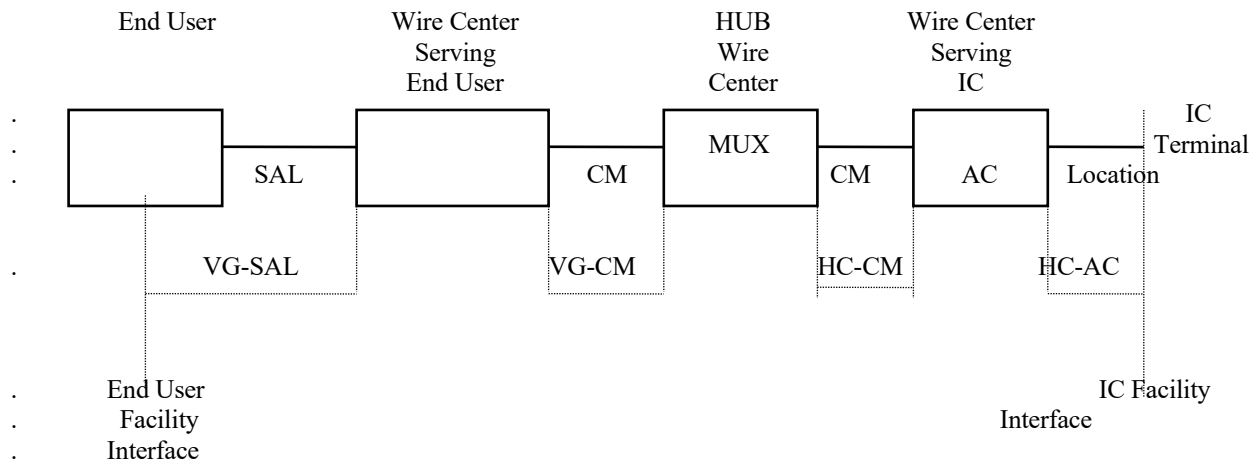 End User Wire Center HUB Wire Center
Serving Wire Serving
End User Center IC
. IC
. MUX Terminal
. SAL CM CM AC Location
. VG-SAL VG-CM HC-CM HC-AC
. End User IC Facility
. Facility Interface
. Interface